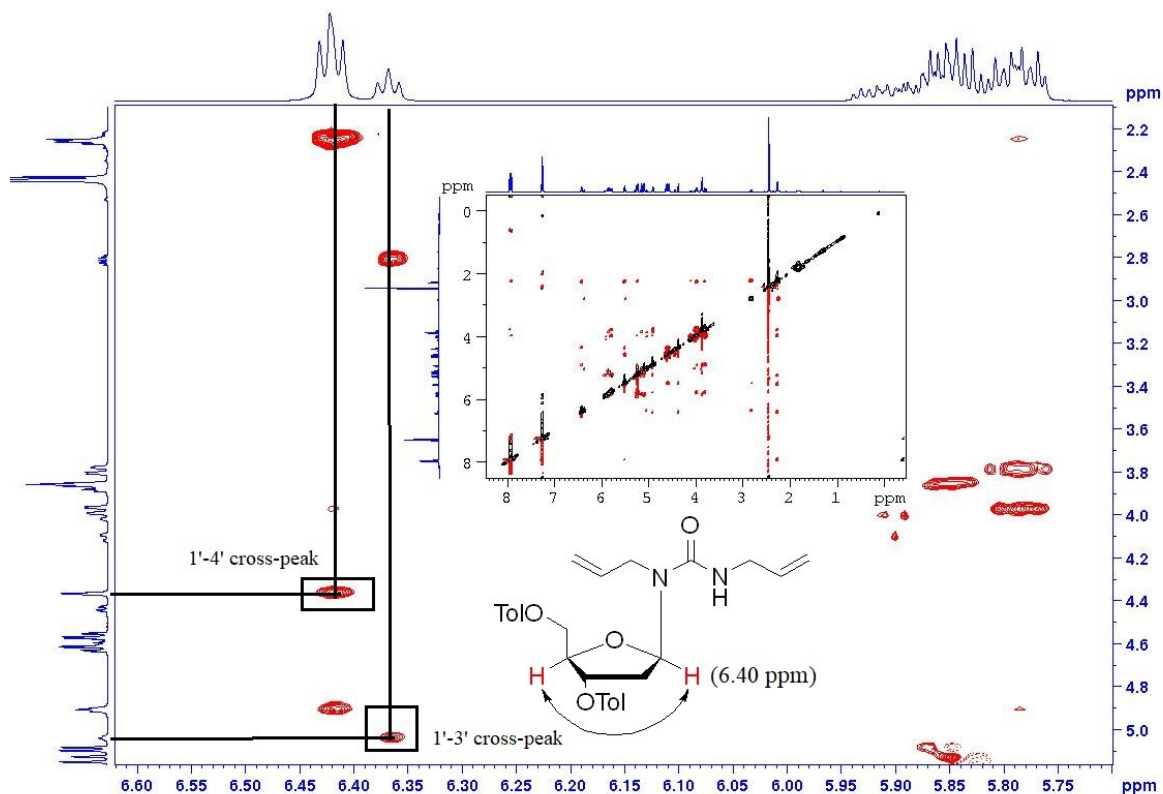 ppm
2.2
2.4
2.6
2.8
3.0
3.2
3.4
3.6
3.8
4.0
4.2
4.4
4.6
4.8
5.0
ppm
0
2
4
6
8
8 7 6 5 4 3 2 1 ppm
1'-4' cross-peak
1'-3' cross-peak
O
N N
H
TolO
O
H H (6.40 ppm)
OTol
6.60 6.55 6.50 6.45 6.40 6.35 6.30 6.25 6.20 6.15 6.10 6.05 6.00 5.95 5.90 5.85 5.80 5.75 ppm